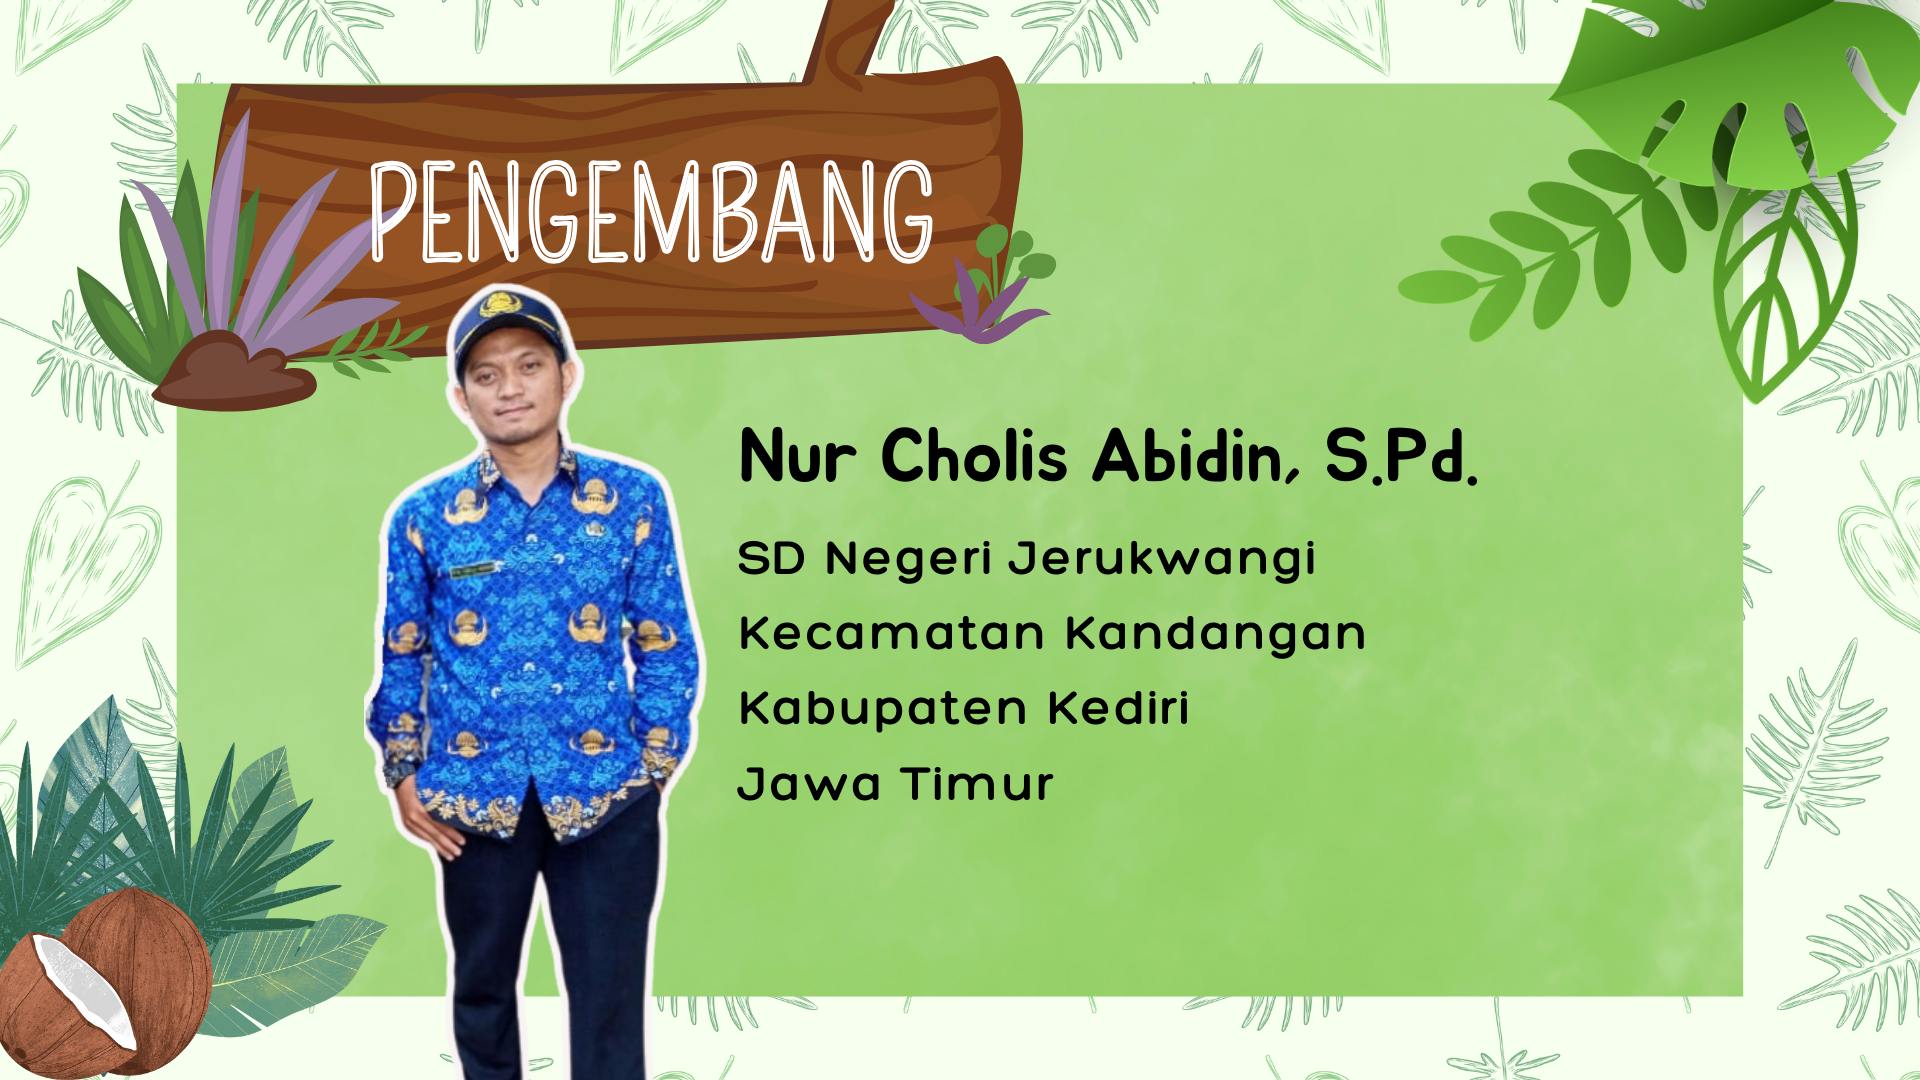 PENGEMBANG
Nur Cholis Abidin, S.Pd.
SD Negeri Jerukwangi
Kecamatan Kandangan
Kabupaten Kediri
Jawa Timur